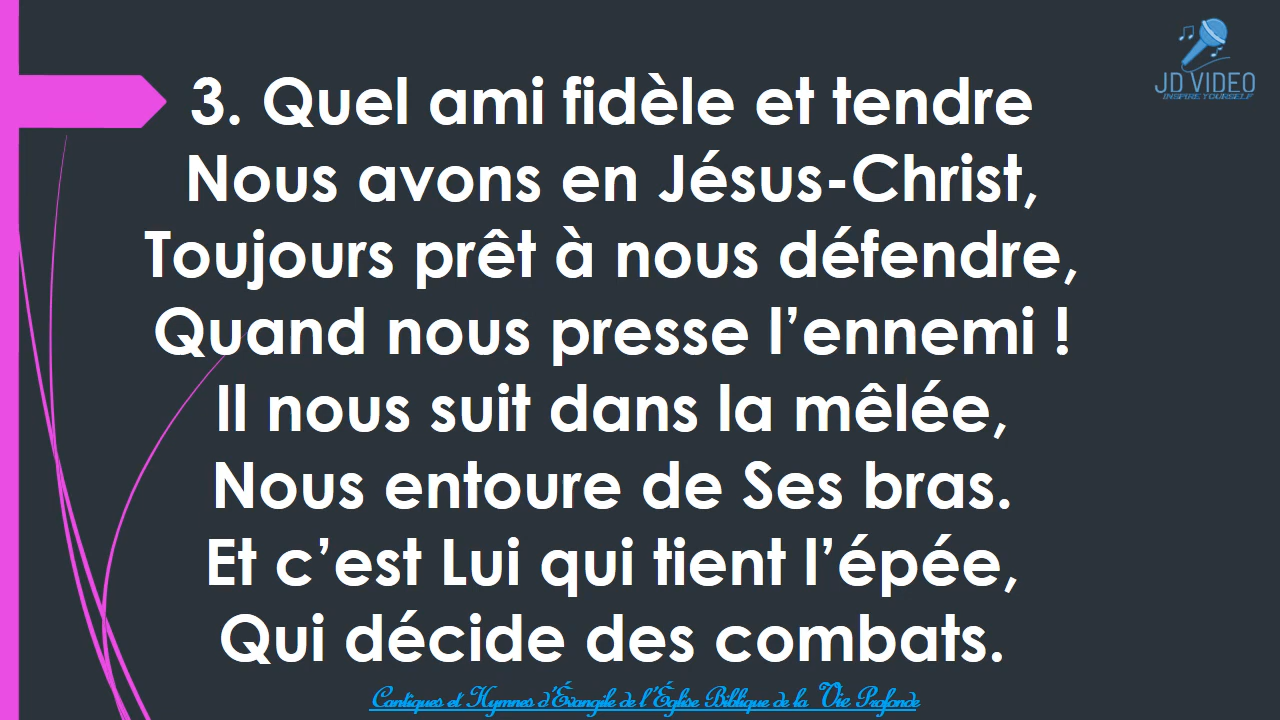 JD VIDEO
INSPIRE YOURSELF
3. Quel ami fidèle et tendre
Nous avons en Jésus-Christ,
Toujours prêt à nous défendre,
Quand nous presse l’ennemi !
Il nous suit dans la mêlée,
Nous entoure de Ses bras.
Et c’est Lui qui tient l’épée,
Qui décide des combats.
Cantiques et Hymnes d’Évangile de l’Église Biblique de la Vie Profonde